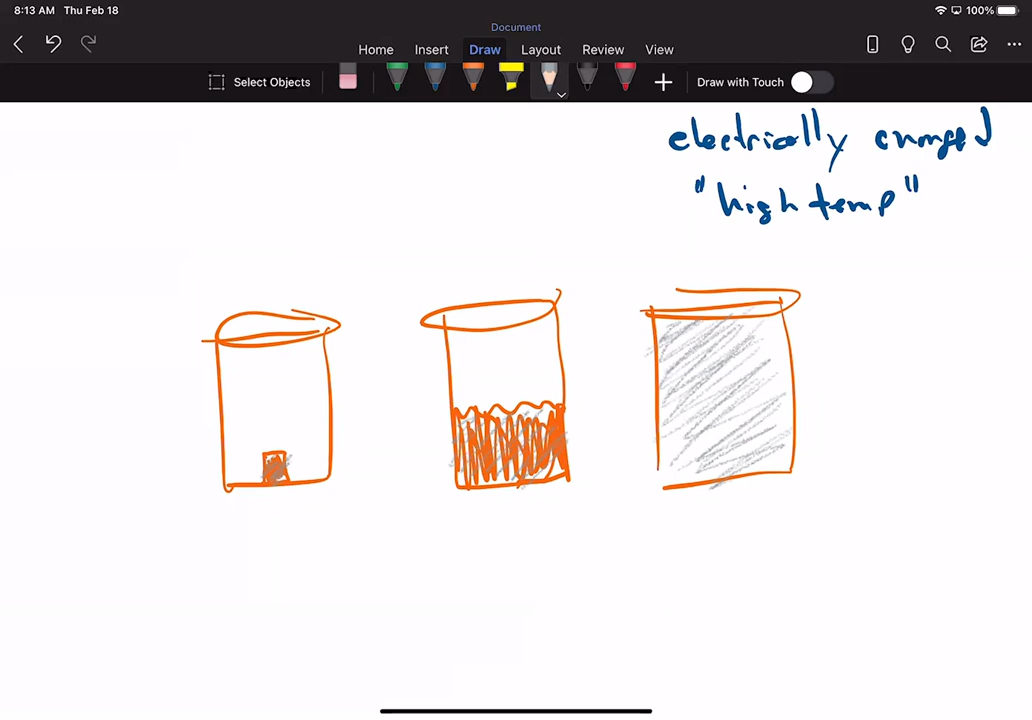 8:13 AM Thu Feb 18
100%
Document
Home Insert Draw Layout Review View
Select Objects
Draw with Touch
electrically charged
"high temp"